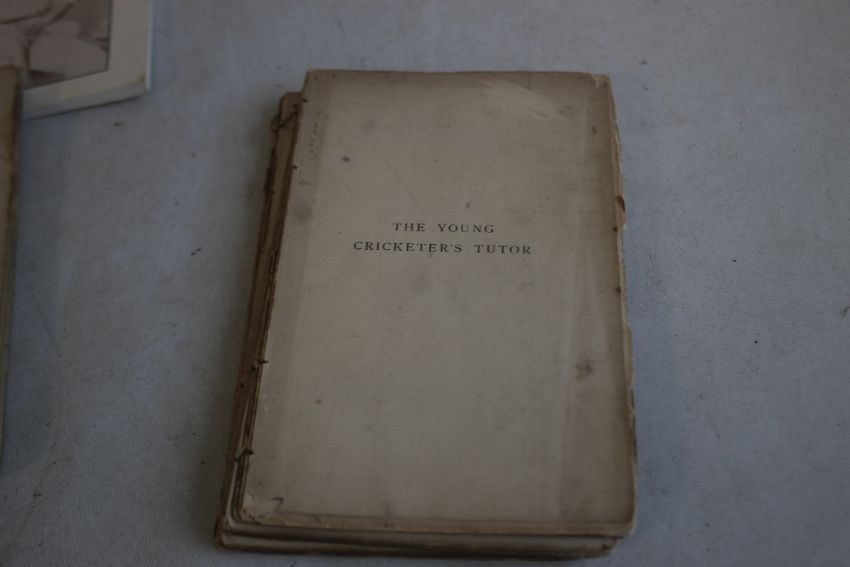 THE YOUNG
CRICKETER'S TUTOR